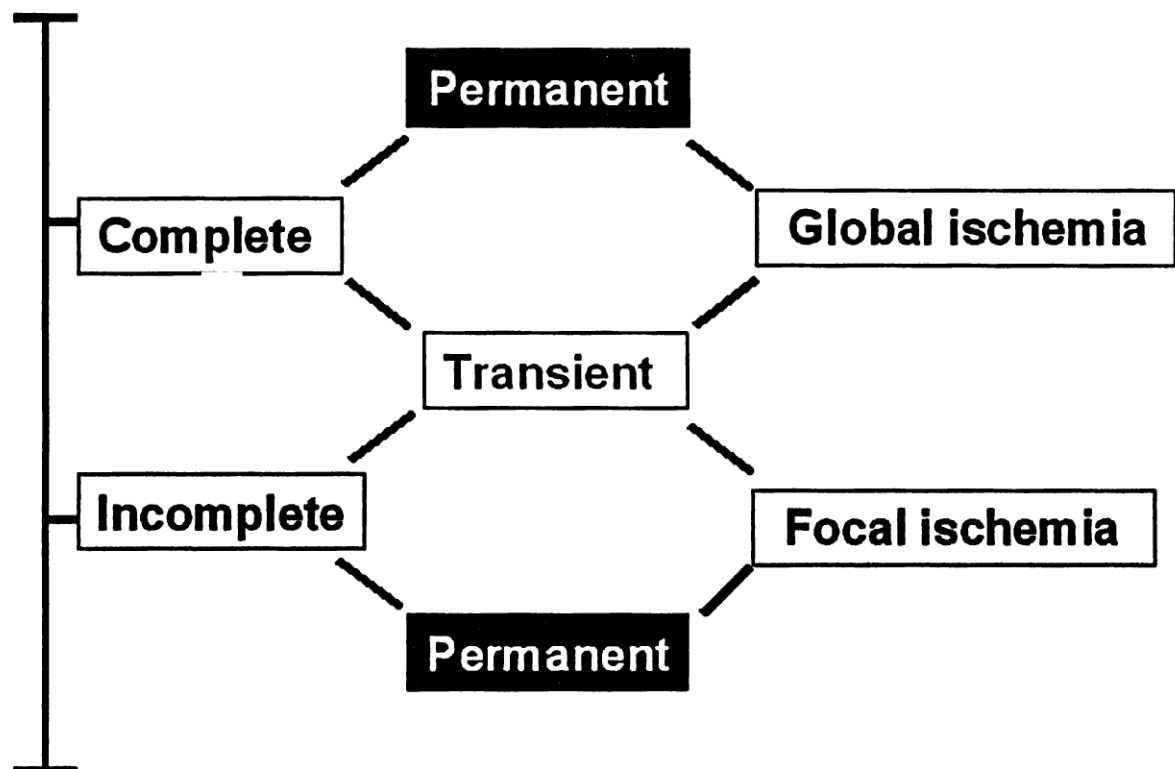 Permanent
Complete
Global ischemia
Transient
Incomplete
Focal ischemia
Permanent